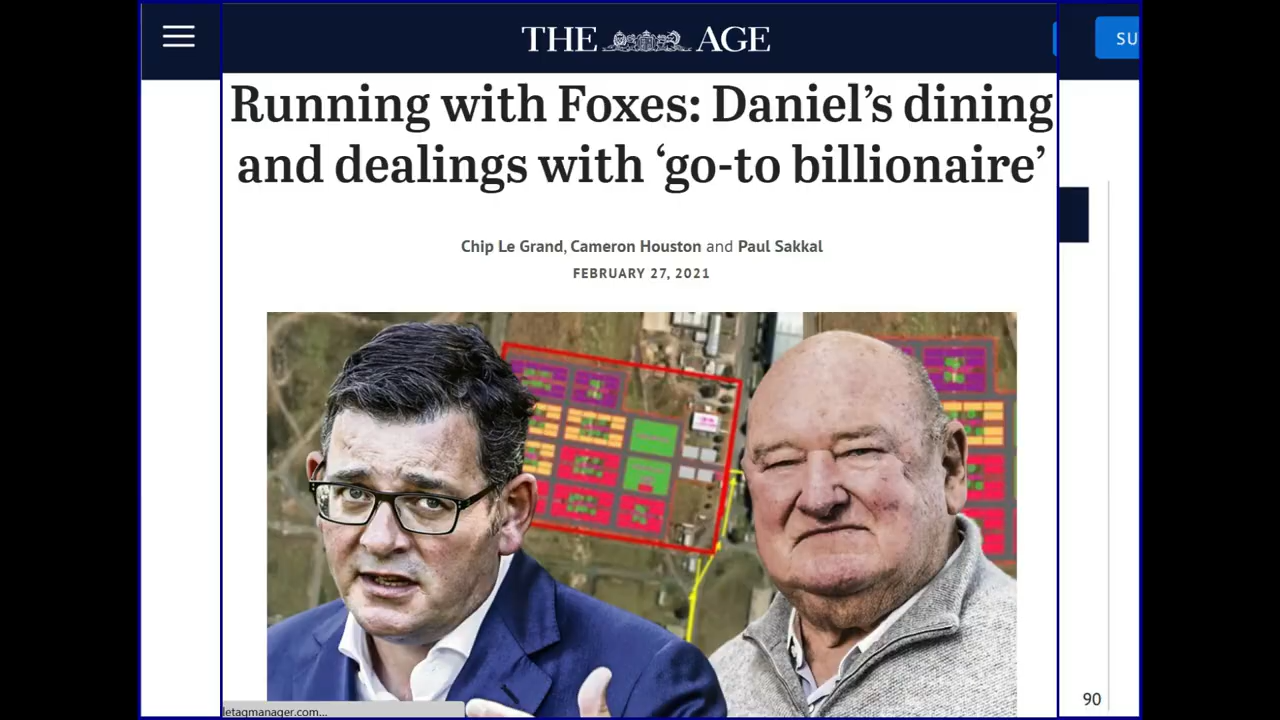 THE AGE
SU
Running with Foxes: Daniel’s dining
and dealings with ‘go-to billionaire’
Chip Le Grand, Cameron Houston and Paul Sakkal
FEBRUARY 27, 2021
90
letagmanager.com...